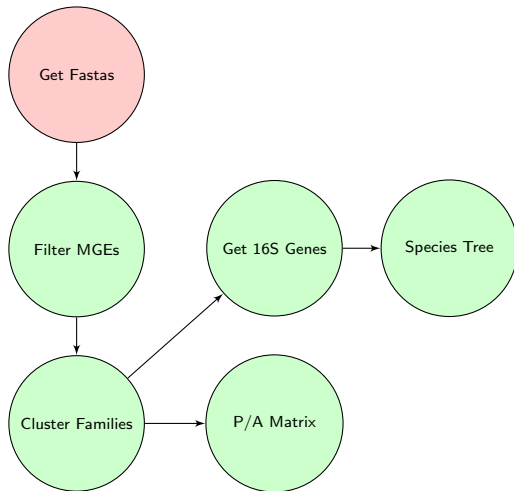 Get Fastas
Filter MGEs
Get 16S Genes
Species Tree
Cluster Families
P/A Matrix